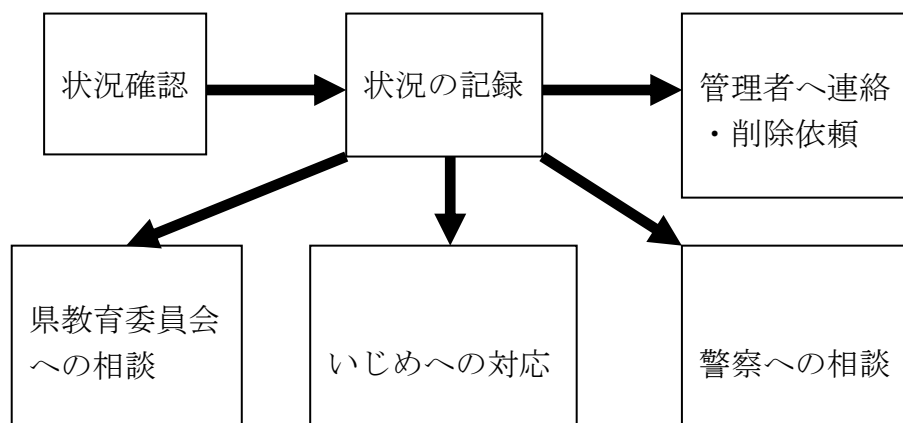 状況確認
状況の記録
管理者へ連絡
・削除依頼
県教育委員会
への相談
いじめへの対応
警察への相談